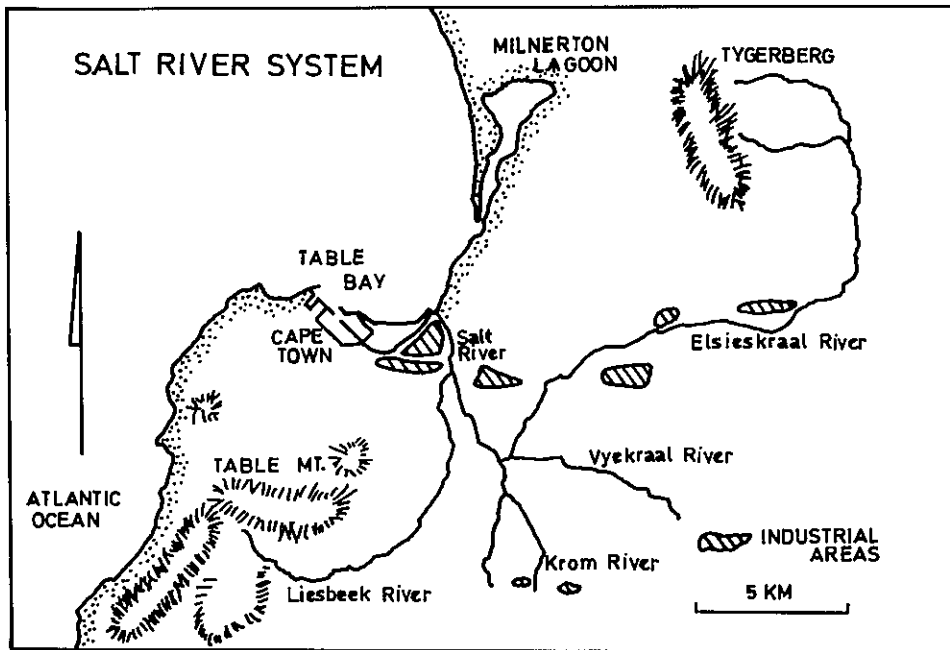 SALT RIVER SYSTEM
MILNERTON
LAGOON
TYGERBERG
TABLE
BAY
CAPE
TOWN
Salt
River
Elsieskraal River
TABLE MT.
Vyekraal River
ATLANTIC
OCEAN
INDUSTRIAL
AREAS
Krom River
Liesbeek River
5 KM